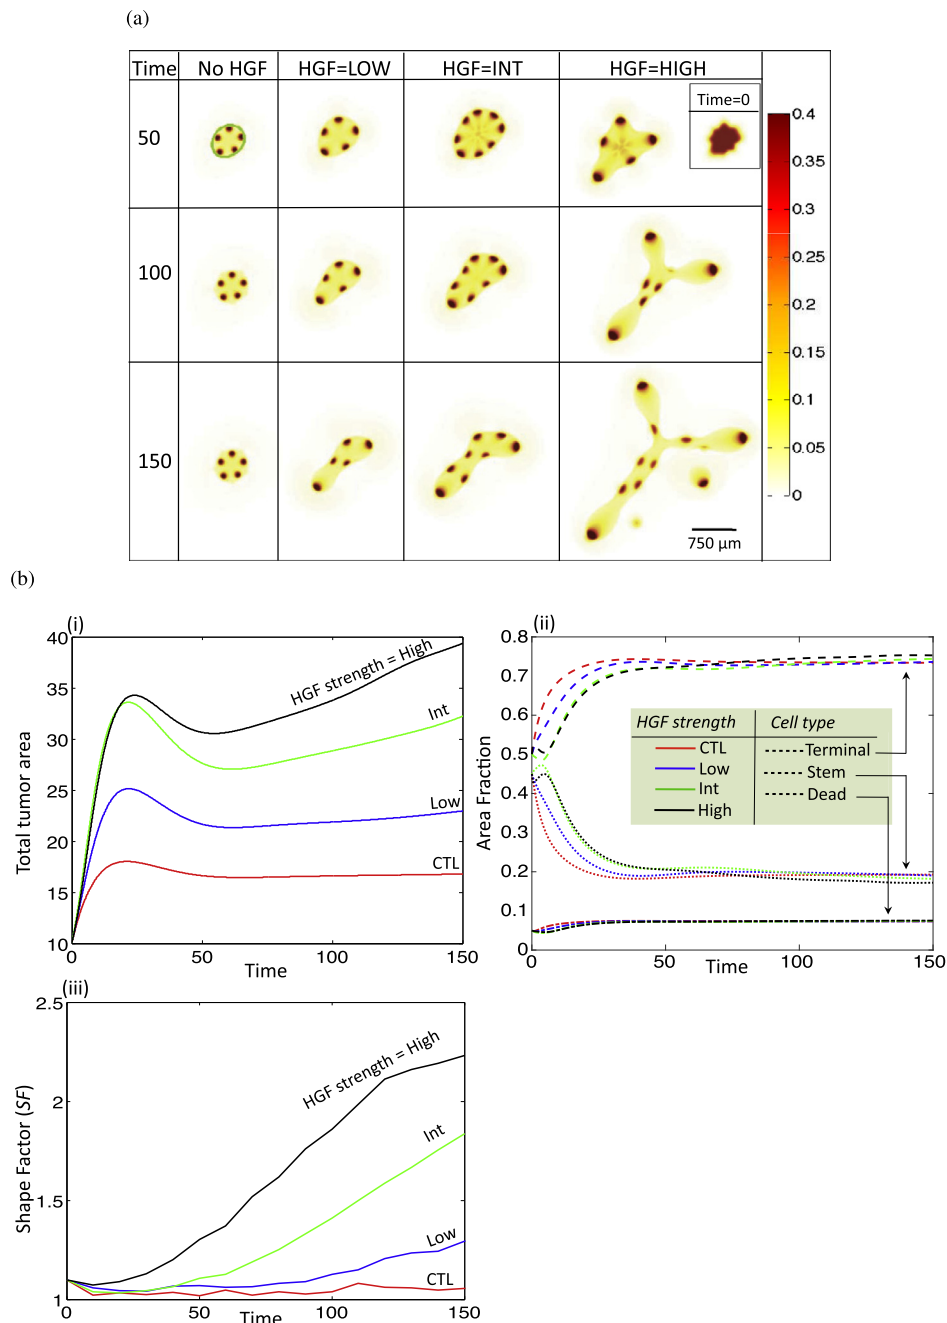 (a)
Time No HGF HGF=LOW HGF=INT HGF=HIGH
Time=0
50
100
150
750 µm
0.4
0.3
0.2
0.15
0.1
0.05
0
(b)
(i)
Total tumor area
40
35
30
25
20
15
10
HGF strength = High
Int
Low
CTL
0 50 100 150
Time
(ii)
Area Fraction
0.8
0.7
0.6
0.5
0.4
0.3
0.2
0.1
0
HGF strength Cell type
CTL Terminal
Low Stem
Int Dead
High
0 50 100 150
Time
(iii)
Shape Factor (SF)
2.5
2
1.5
1
HGF strength = High
Int
Low
CTL
0 50 100 150
Time